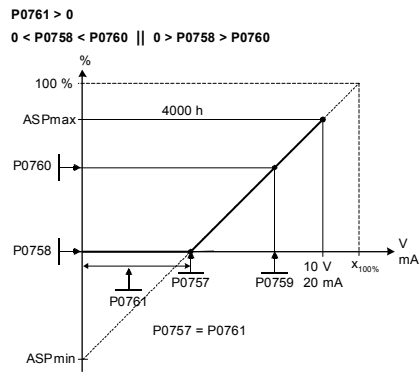 P0761 > 0
0 < P0758 < P0760 || 0 > P0758 > P0760
%
100 %
ASPmax
4000 h
P0760
P0758
V
mA
P0757
P0759
10 V
20 mA
x100%
P0761
P0757 = P0761
ASPmin